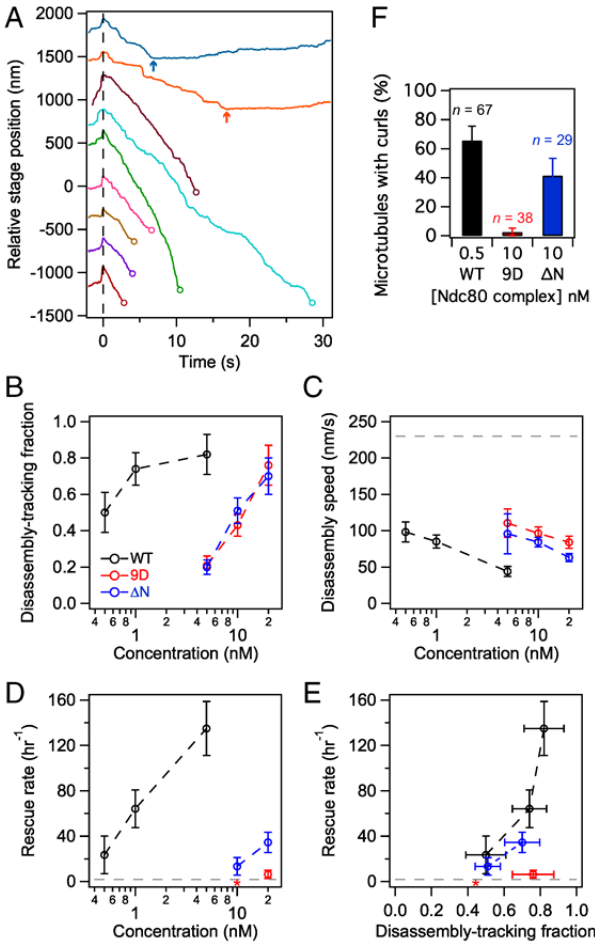 A
Relative stage position (nm)
2000
1500
1000
500
0
-500
-1000
-1500
0
10
20
30
Time (s)
F
Microtubules with curls (%)
100
80
60
40
20
0
n = 67
n = 38
n = 29
0.5 10 10
WT 9D ΔN
[Ndc80 complex] nM
B
Disassembly-tracking fraction
1.0
0.8
0.6
0.4
0.2
0.0
WT
9D
ΔN
4 6 8 1 2 4 6 8 10 2
Concentration (nM)
C
Disassembly speed (nm/s)
250
200
150
100
50
0
4 6 8 1 2 4 6 8 10 2
Concentration (nM)
D
Rescue rate (hr-1)
160
120
80
40
0
*
4 6 8 1 2 4 6 8 10 2
Concentration (nM)
E
Rescue rate (hr-1)
160
120
80
40
0
*
0.0 0.2 0.4 0.6 0.8 1.0
Disassembly-tracking fraction